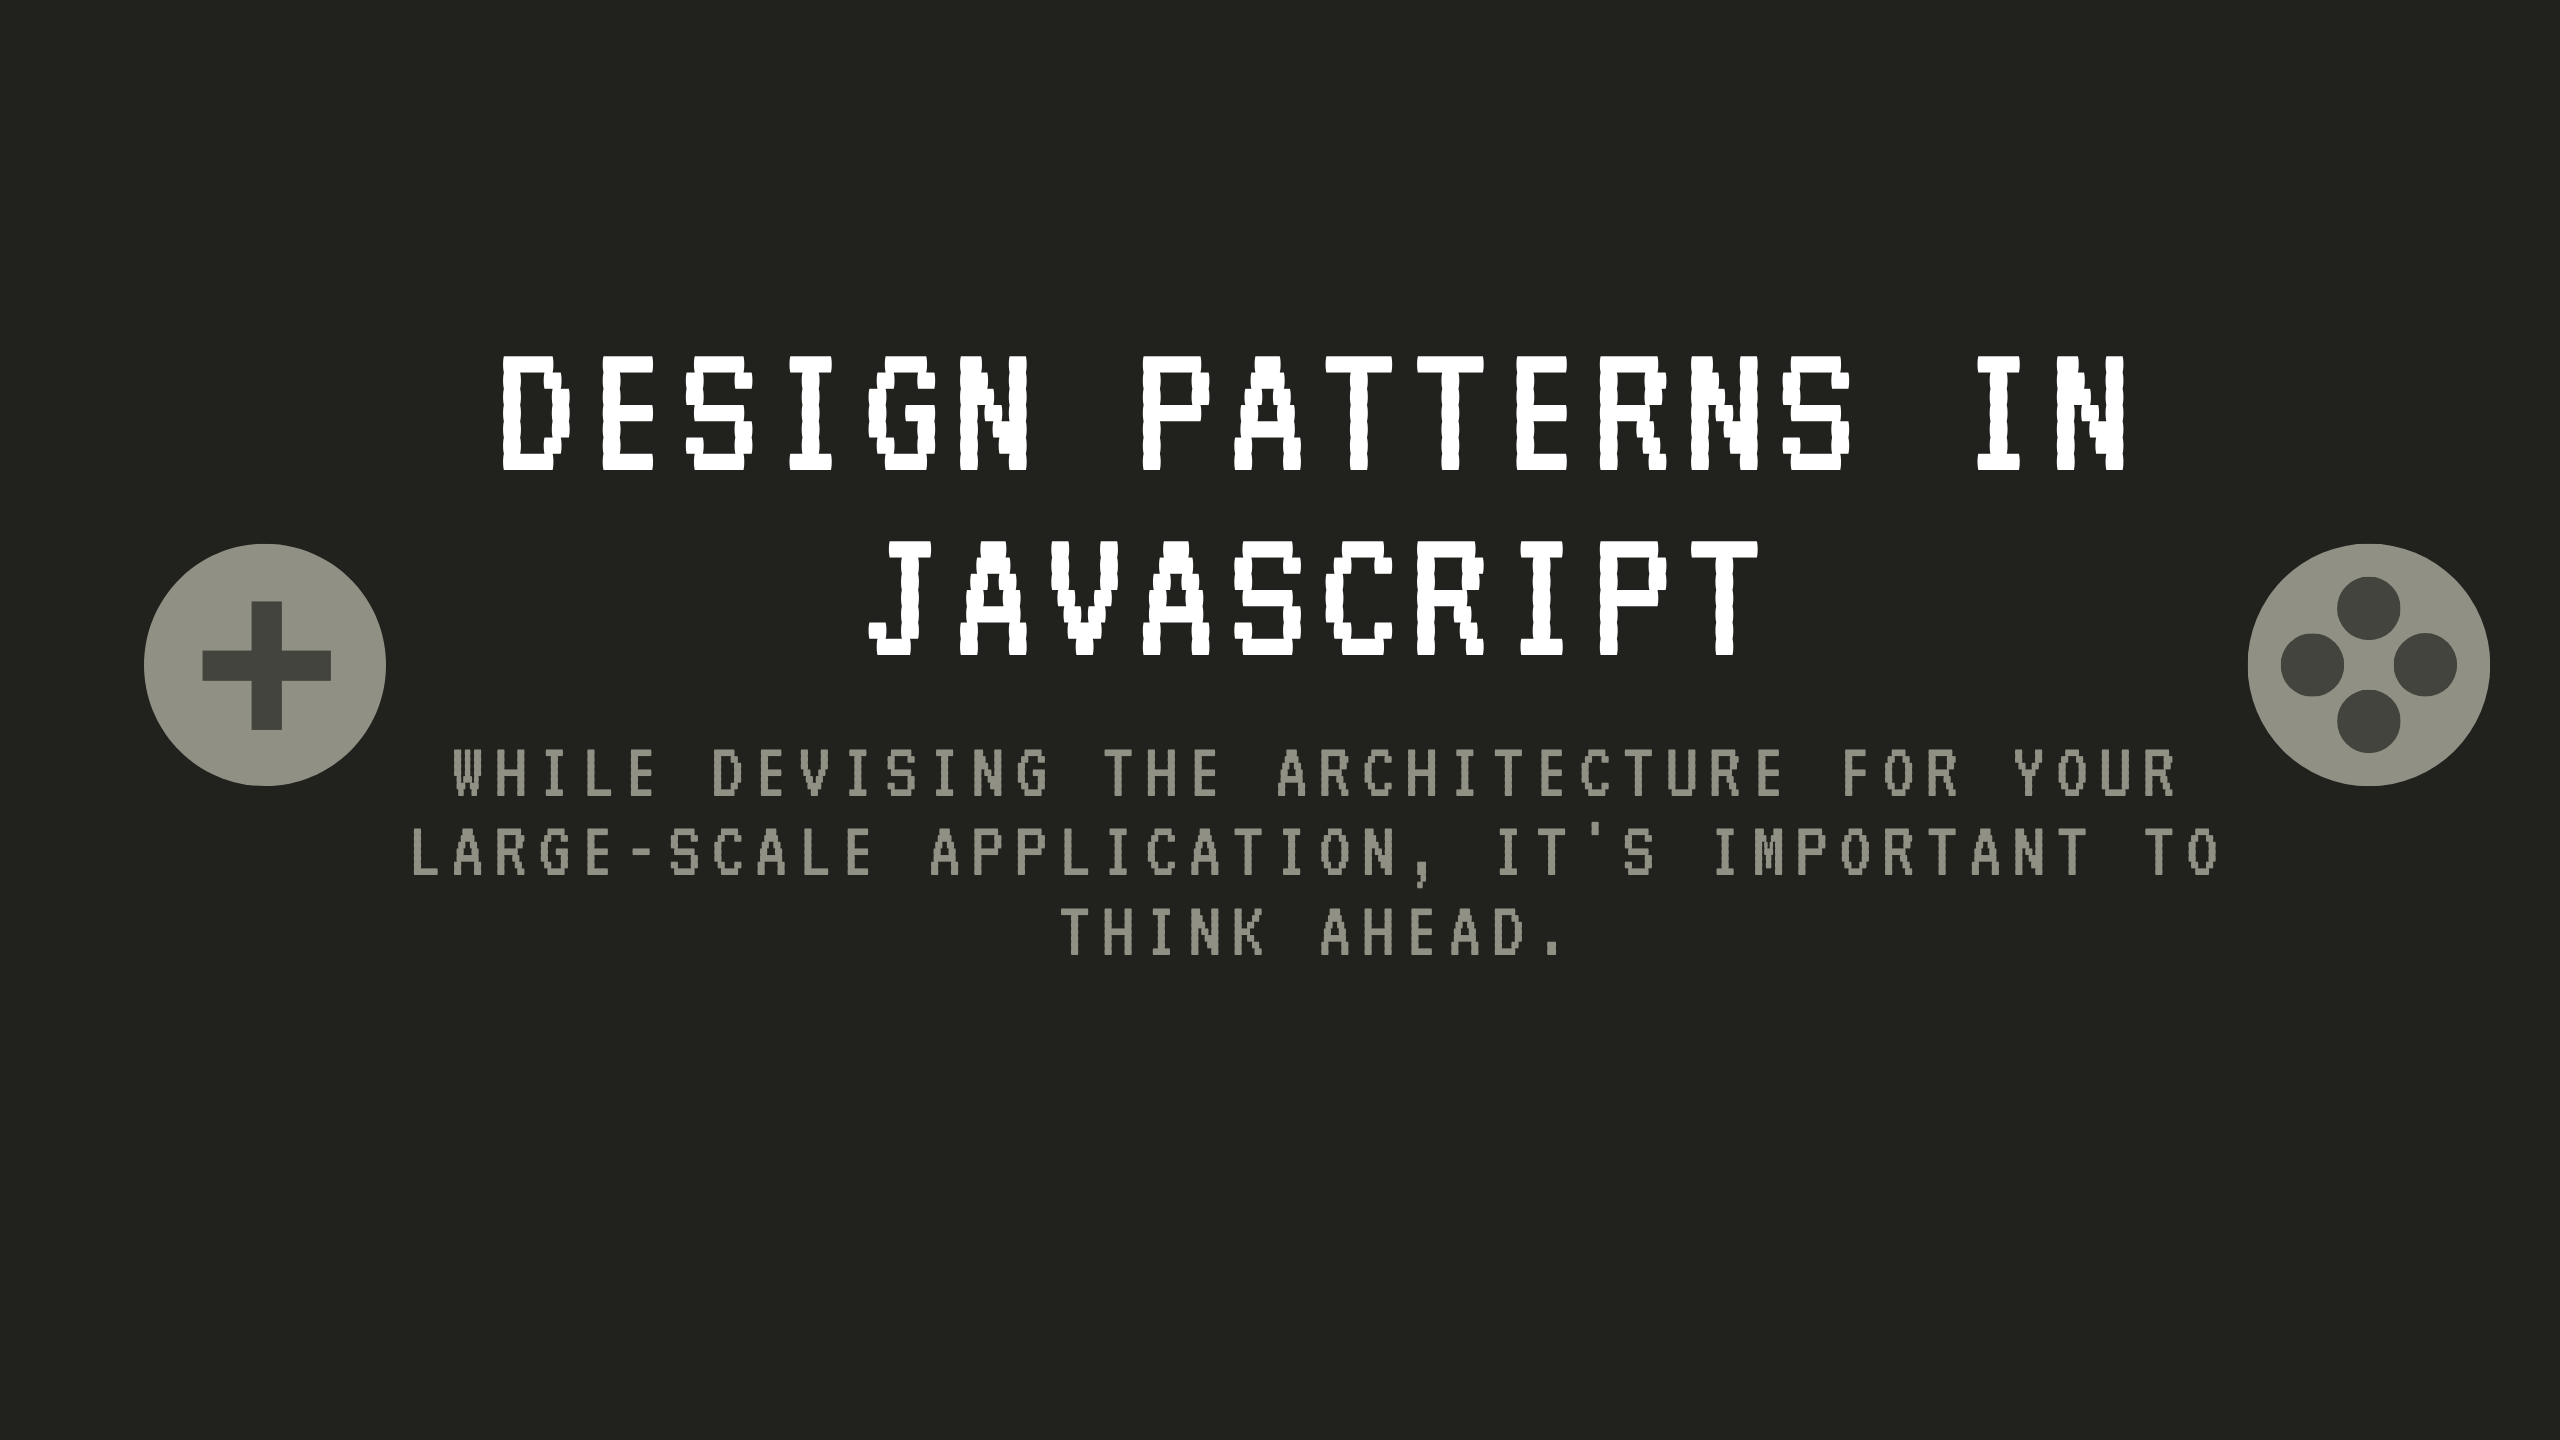 DESIGN PATTERNS IN
JAVASCRIPT
WHILE DEVISING THE ARCHITECTURE FOR YOUR
LARGE-SCALE APPLICATION, IT'S IMPORTANT TO
THINK AHEAD.